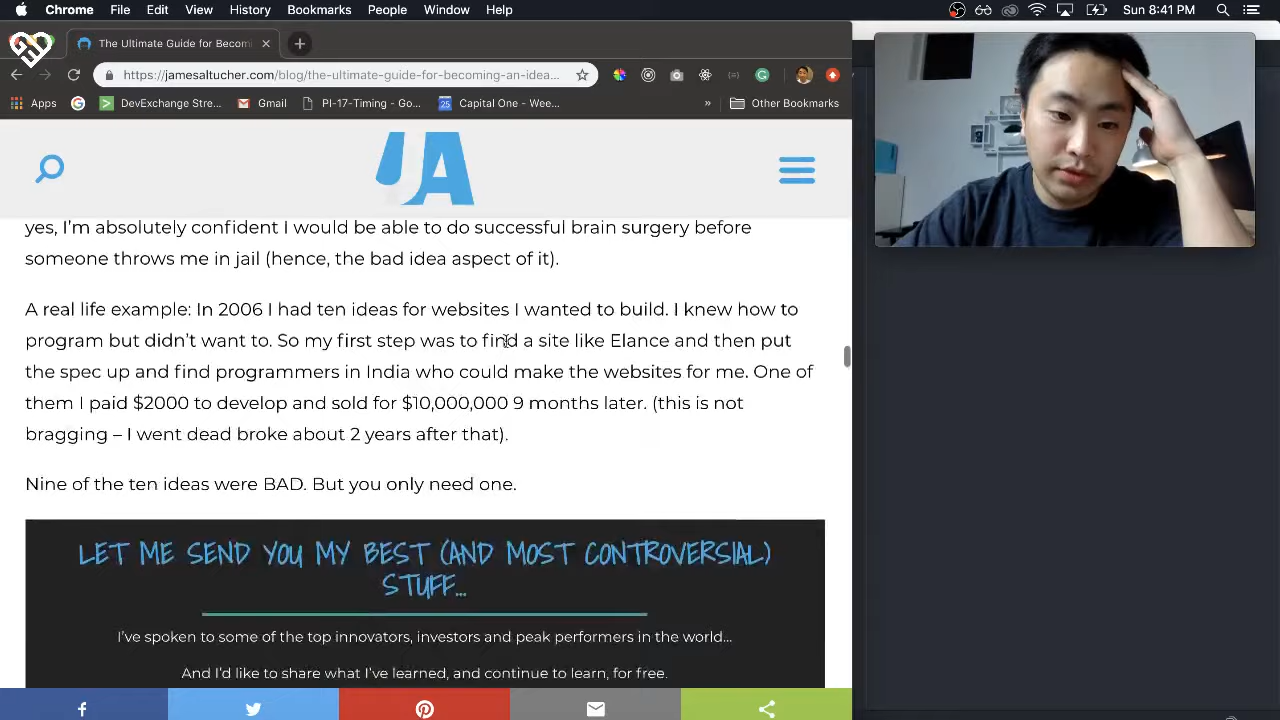 Chrome File Edit View History Bookmarks People Window Help Sun 8:41 PM
The Ultimate Guide for Becomi
https://jamesaltucher.com/blog/the-ultimate-guide-for-becoming-an-idea...
Apps DevExchange Stre... Gmail PI-17-Timing - Go... 25 Capital One - Wee... » Other Bookmarks
JA
yes, I’m absolutely confident I would be able to do successful brain surgery before
someone throws me in jail (hence, the bad idea aspect of it).
A real life example: In 2006 I had ten ideas for websites I wanted to build. I knew how to
program but didn’t want to. So my first step was to find a site like Elance and then put
the spec up and find programmers in India who could make the websites for me. One of
them I paid $2000 to develop and sold for $10,000,000 9 months later. (this is not
bragging – I went dead broke about 2 years after that).
Nine of the ten ideas were BAD. But you only need one.
LET ME SEND YOU MY BEST (AND MOST CONTROVERSIAL)
STUFF...
I’ve spoken to some of the top innovators, investors and peak performers in the world...
And I’d like to share what I’ve learned, and continue to learn, for free.